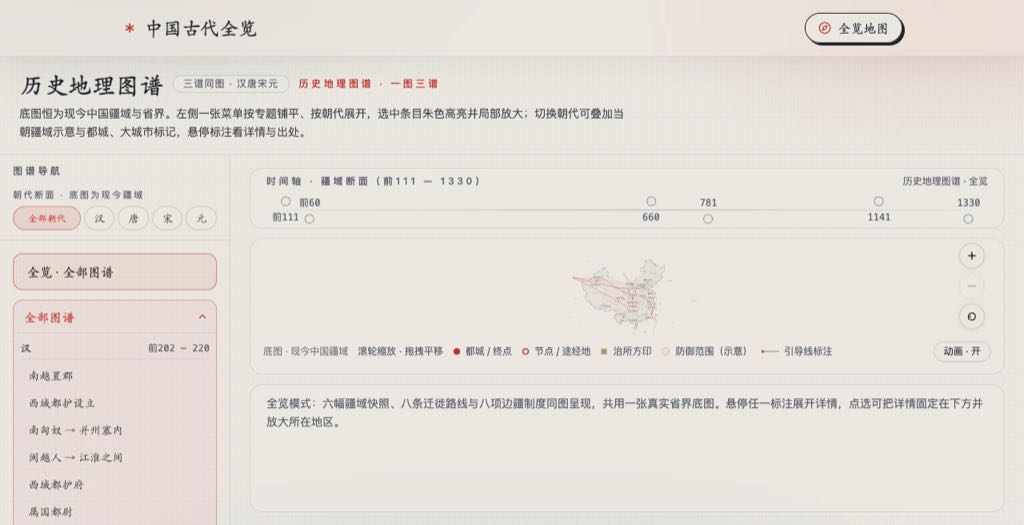 * 中国古代全览
全览地图
历史地理图谱
三谱同图 · 汉唐宋元
历史地理图谱 · 一图三谱
底图恒为现今中国疆域与省界。左侧一张菜单按专题铺平、按朝代展开，选中条目朱色高亮并局部放大；切换朝代可叠加当
朝疆域示意与都城、大城市标记，悬停标注看详情与出处。
图谱导航
朝代断面 · 底图为现今疆域
全部朝代 汉 唐 宋 元
全览 · 全部图谱
全部图谱
汉 前202 — 220
南越置郡
西域都护设立
南匈奴 → 并州塞内
闽越人 → 江淮之间
西域都护府
属国都尉
时间轴 · 疆域断面（前111 — 1330）
历史地理图谱 · 全览
前60 781 1330
前111 660 1141
+
−
底图 · 现今中国疆域 滚轮缩放 · 拖拽平移 都城 / 终点 节点 / 途经地 治所方印 防御范围（示意） 引导线标注
动画 · 开
全览模式：六幅疆域快照、八条迁徙路线与八项边疆制度同图呈现，共用一张真实省界底图。悬停任一标注展开详情，点选可把详情固定在下方并
放大所在地区。